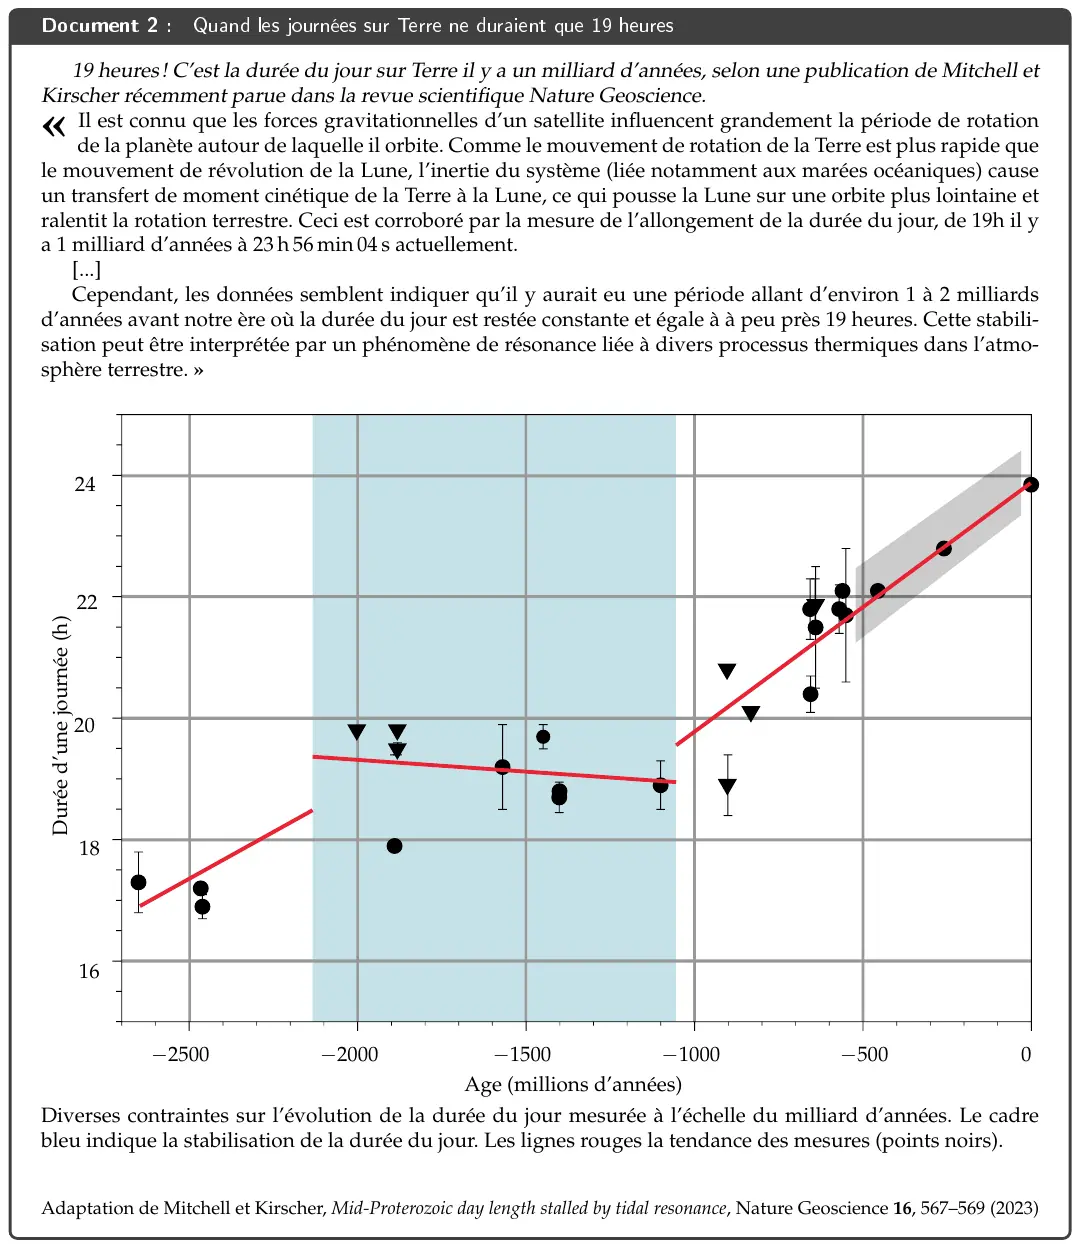 Document 2 : Quand les journées sur Terre ne duraient que 19 heures
19 heures ! C'est la durée du jour sur Terre il y a un milliard d'années, selon une publication de Mitchell et
Kirscher récemment parue dans la revue scientifique Nature Geoscience.
« Il est connu que les forces gravitationnelles d'un satellite influencent grandement la période de rotation
de la planète autour de laquelle il orbite. Comme le mouvement de rotation de la Terre est plus rapide que
le mouvement de révolution de la Lune, l'inertie du système (liée notamment aux marées océaniques) cause
un transfert de moment cinétique de la Terre à la Lune, ce qui pousse la Lune sur une orbite plus lointaine et
ralentit la rotation terrestre. Ceci est corroboré par la mesure de l'allongement de la durée du jour, de 19h il y
a 1 milliard d'années à 23 h 56 min 04 s actuellement.
[...]
Cependant, les données semblent indiquer qu'il y aurait eu une période allant d'environ 1 à 2 milliards
d'années avant notre ère où la durée du jour est restée constante et égale à à peu près 19 heures. Cette stabili-
sation peut être interprétée par un phénomène de résonance liée à divers processus thermiques dans l'atmo-
sphère terrestre. »
24
22
20
18
16
Durée d'une journée (h)
−2500 −2000 −1500 −1000 −500 0
Age (millions d'années)
Diverses contraintes sur l'évolution de la durée du jour mesurée à l'échelle du milliard d'années. Le cadre
bleu indique la stabilisation de la durée du jour. Les lignes rouges la tendance des mesures (points noirs).
Adaptation de Mitchell et Kirscher, Mid-Proterozoic day length stalled by tidal resonance, Nature Geoscience 16, 567–569 (2023)